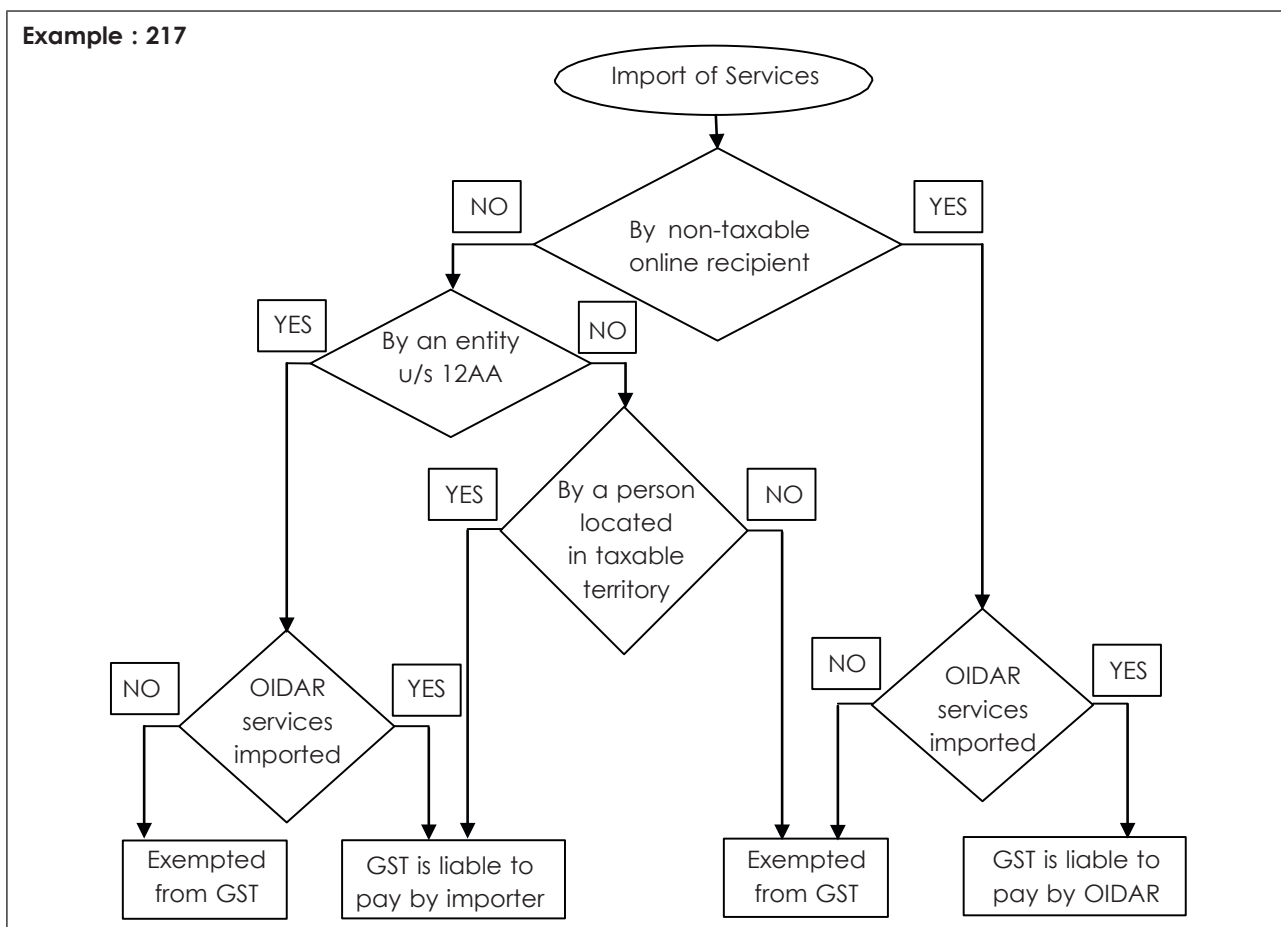 Example : 217
Import of Services
NO
YES
By non-taxable
online recipient
YES
NO
By an entity
u/s 12AA
YES
NO
By a person
located
in taxable
territory
NO
YES
OIDAR
services
imported
NO
YES
OIDAR
services
imported
Exempted
from GST
GST is liable to
pay by importer
Exempted
from GST
GST is liable to
pay by OIDAR